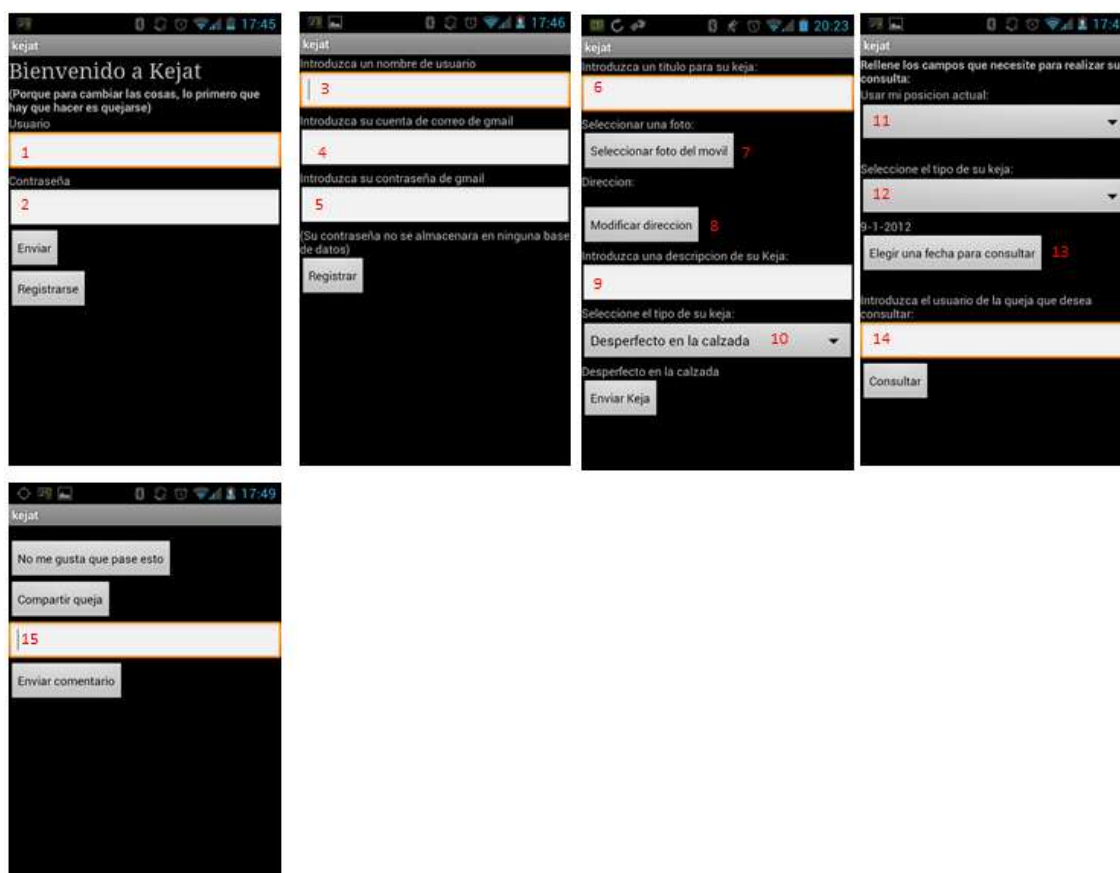 17:45
kejat
Bienvenido a Kejat
(Porque para cambiar las cosas, lo primero que
hay que hacer es quejarse)
Usuario
1
Contraseña
2
Enviar
Registrarse
17:46
kejat
Introduzca un nombre de usuario
3
Introduzca su cuenta de correo de gmail
4
Introduzca su contraseña de gmail
5
(Su contraseña no se almacenara en ninguna base
de datos)
Registrar
20:23
kejat
Introduzca un titulo para su keja:
6
Seleccionar una foto:
Seleccionar foto del movil 7
Direccion:
Modificar direccion 8
Introduzca una descripcion de su Keja:
9
Seleccione el tipo de su keja:
Desperfecto en la calzada 10
Desperfecto en la calzada
Enviar Keja
17:4
kejat
Rellene los campos que necesite para realizar su
consulta:
Usar mi posicion actual:
11
Seleccione el tipo de su keja:
12
9-1-2012
Elegir una fecha para consultar 13
Introduzca el usuario de la queja que desea
consultar:
14
Consultar
17:49
kejat
No me gusta que pase esto
Compartir queja
15
Enviar comentario